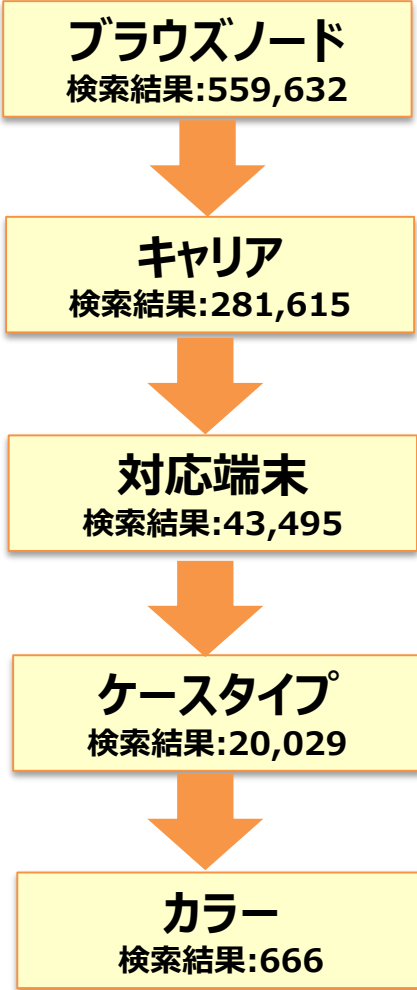 ブラウズノード
検索結果:559,632
キャリア
検索結果:281,615
対応端末
検索結果:43,495
ケースタイプ
検索結果:20,029
カラー
検索結果:666